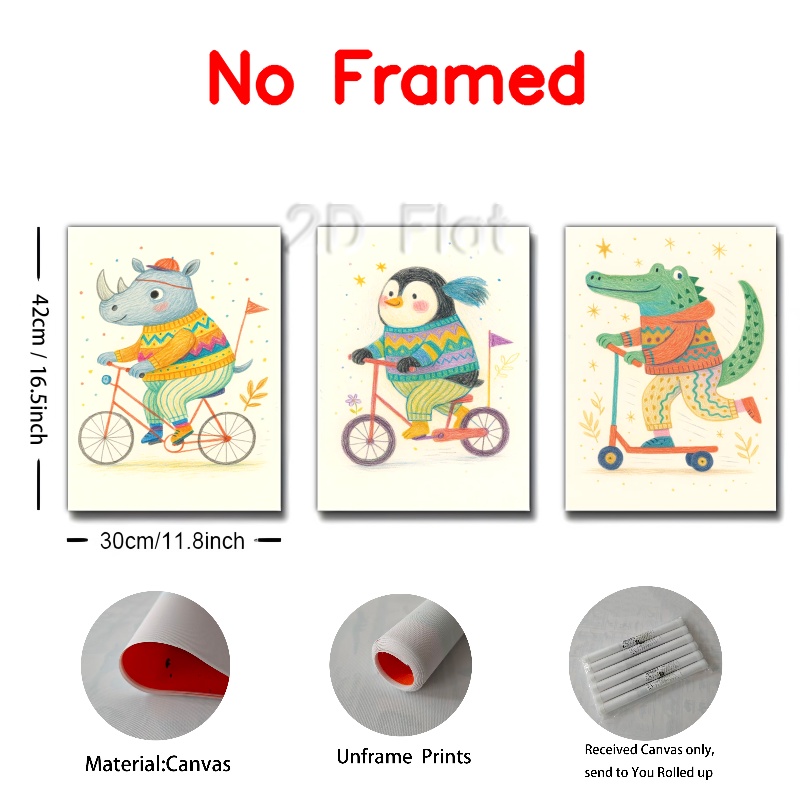 No Framed
2D Flat
42cm / 16.5inch
30cm/11.8inch
Material:Canvas
Unframe Prints
Received Canvas only,
send to You Rolled up